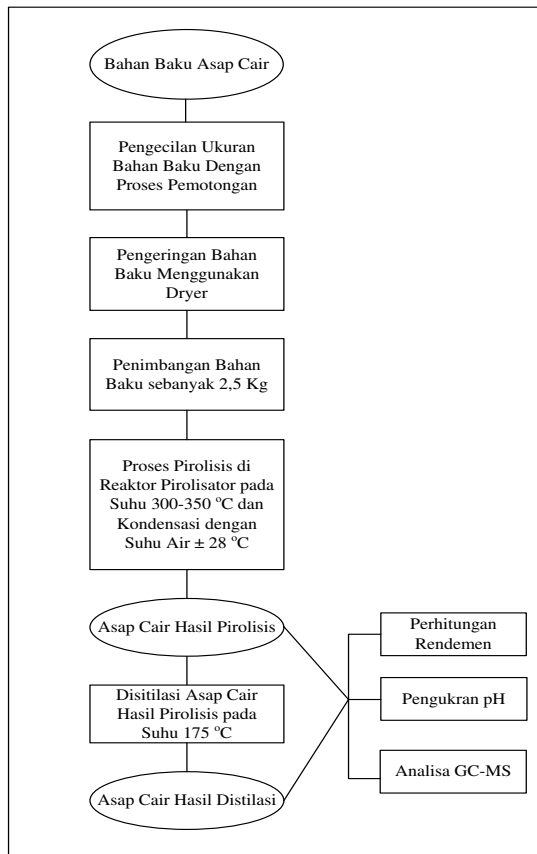 Bahan Baku Asap Cair
Pengecilan Ukuran
Bahan Baku Dengan
Proses Pemotongan
Pengeringan Bahan
Baku Menggunakan
Dryer
Penimbangan Bahan
Baku sebanyak 2,5 Kg
Proses Pirolisis di
Reaktor Pirolisator pada
Suhu 300-350 °C dan
Kondensasi dengan
Suhu Air ± 28 °C
Asap Cair Hasil Pirolisis
Disitilasi Asap Cair
Hasil Pirolisis pada
Suhu 175 °C
Asap Cair Hasil Distilasi
Perhitungan
Rendemen
Pengukran pH
Analisa GC-MS